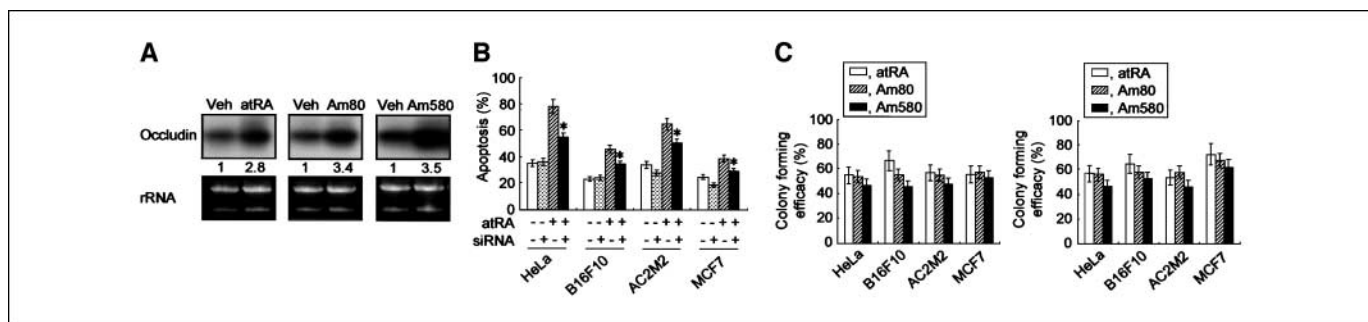 A
Veh atRA
Veh Am80
Veh Am580
Occludin
1 2.8
1 3.4
1 3.5
rRNA
B
Apoptosis (%)
100
80
60
40
20
0
*
*
*
*
atRA
- - + +
- - + +
- - + +
- - + +
siRNA
- + - +
- + - +
- + - +
- + - +
HeLa
B16F10
AC2M2
MCF7
C
, atRA
, Am80
, Am580
Colony forming
efficacy (%)
100
80
60
40
20
0
HeLa
B16F10
AC2M2
MCF7
, atRA
, Am80
, Am580
Colony forming
efficacy (%)
100
80
60
40
20
0
HeLa
B16F10
AC2M2
MCF7